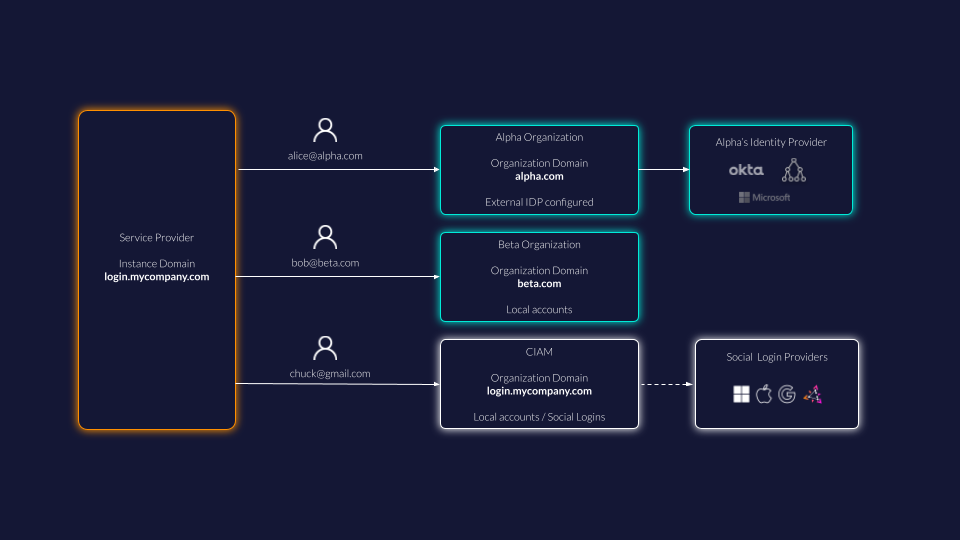 alice@alpha.com
Alpha Organization
Organization Domain
alpha.com
External IDP configured
Alpha's Identity Provider
okta
Microsoft
Service Provider
Instance Domain
login.mycompany.com
bob@beta.com
Beta Organization
Organization Domain
beta.com
Local accounts
chuck@gmail.com
CIAM
Organization Domain
login.mycompany.com
Local accounts / Social Logins
Social Login Providers